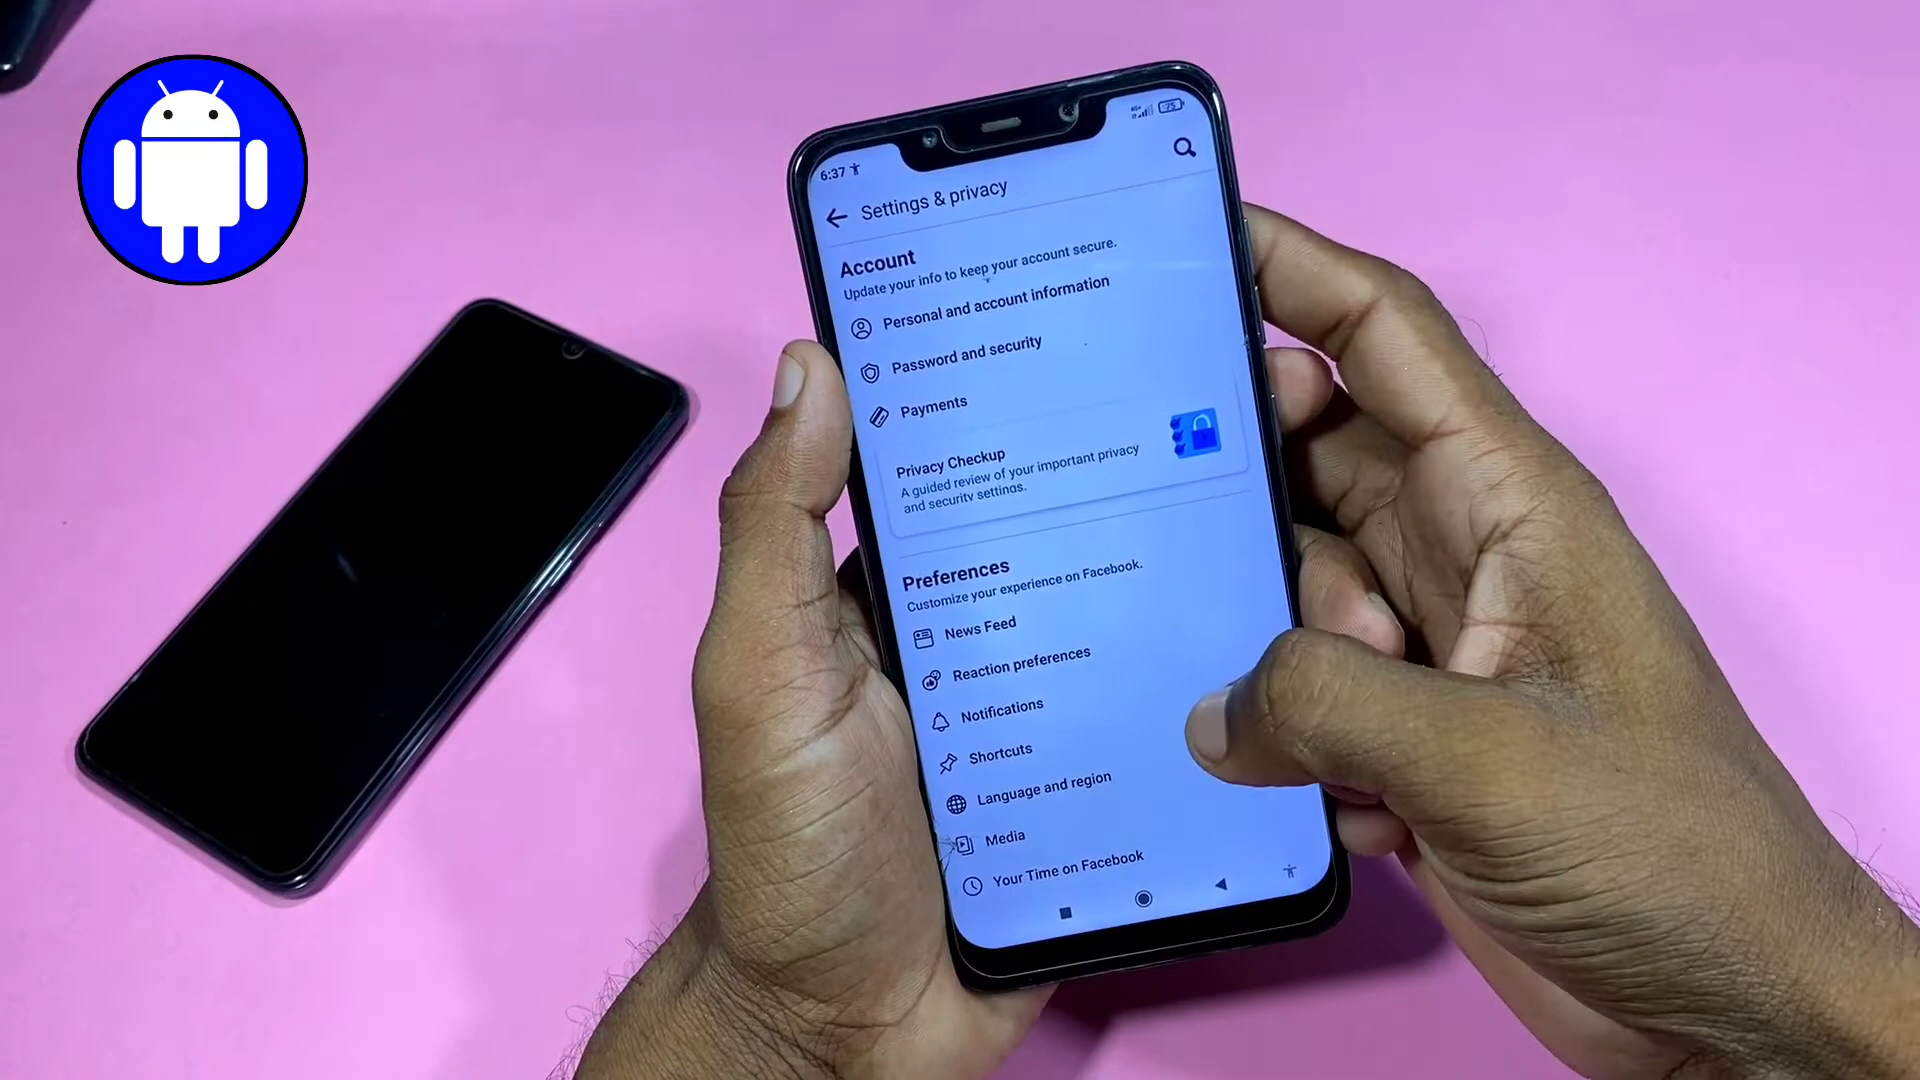 6:37
75
Settings & privacy
Account
Update your info to keep your account secure.
Personal and account information
Password and security
Payments
Privacy Checkup
A guided review of your important privacy
and security settings.
Preferences
Customize your experience on Facebook.
News Feed
Reaction preferences
Notifications
Shortcuts
Language and region
Media
Your Time on Facebook